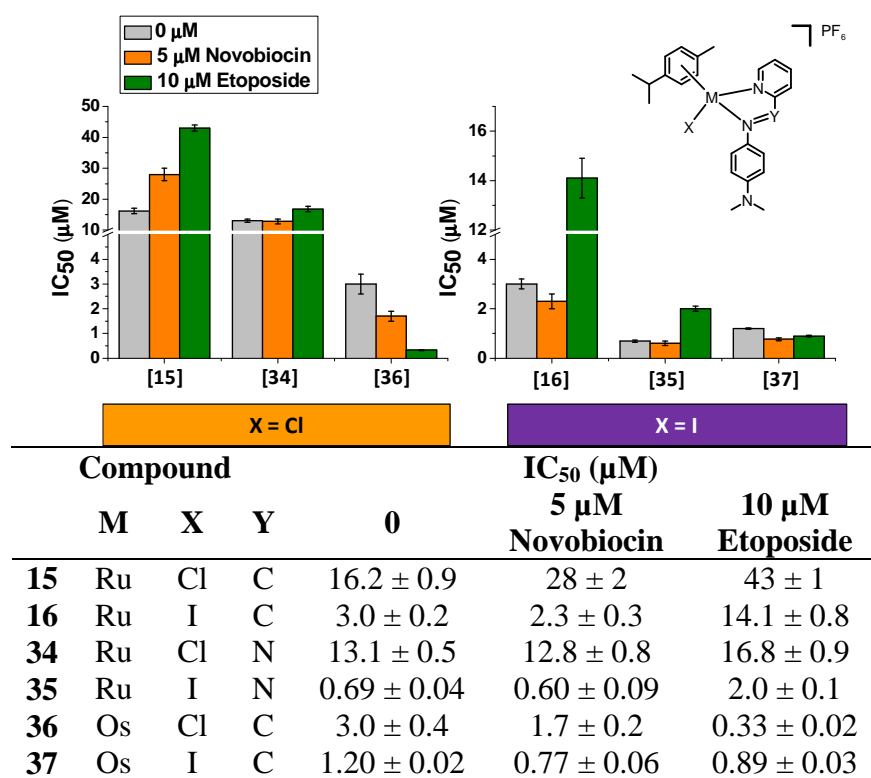 0 μM
5 μM Novobiocin
10 μM Etoposide
50
40
30
20
10
4
3
2
1
0
IC50 (μM)
[15] [34] [36]
X = Cl
16
14
12
4
2
0
IC50 (μM)
[16] [35] [37]
X = I
PF6
M
N
X
N
Y
N
Compound IC50 (μM)
M X Y 0 5 μM Novobiocin 10 μM Etoposide
15 Ru Cl C 16.2 ± 0.9 28 ± 2 43 ± 1
16 Ru I C 3.0 ± 0.2 2.3 ± 0.3 14.1 ± 0.8
34 Ru Cl N 13.1 ± 0.5 12.8 ± 0.8 16.8 ± 0.9
35 Ru I N 0.69 ± 0.04 0.60 ± 0.09 2.0 ± 0.1
36 Os Cl C 3.0 ± 0.4 1.7 ± 0.2 0.33 ± 0.02
37 Os I C 1.20 ± 0.02 0.77 ± 0.06 0.89 ± 0.03